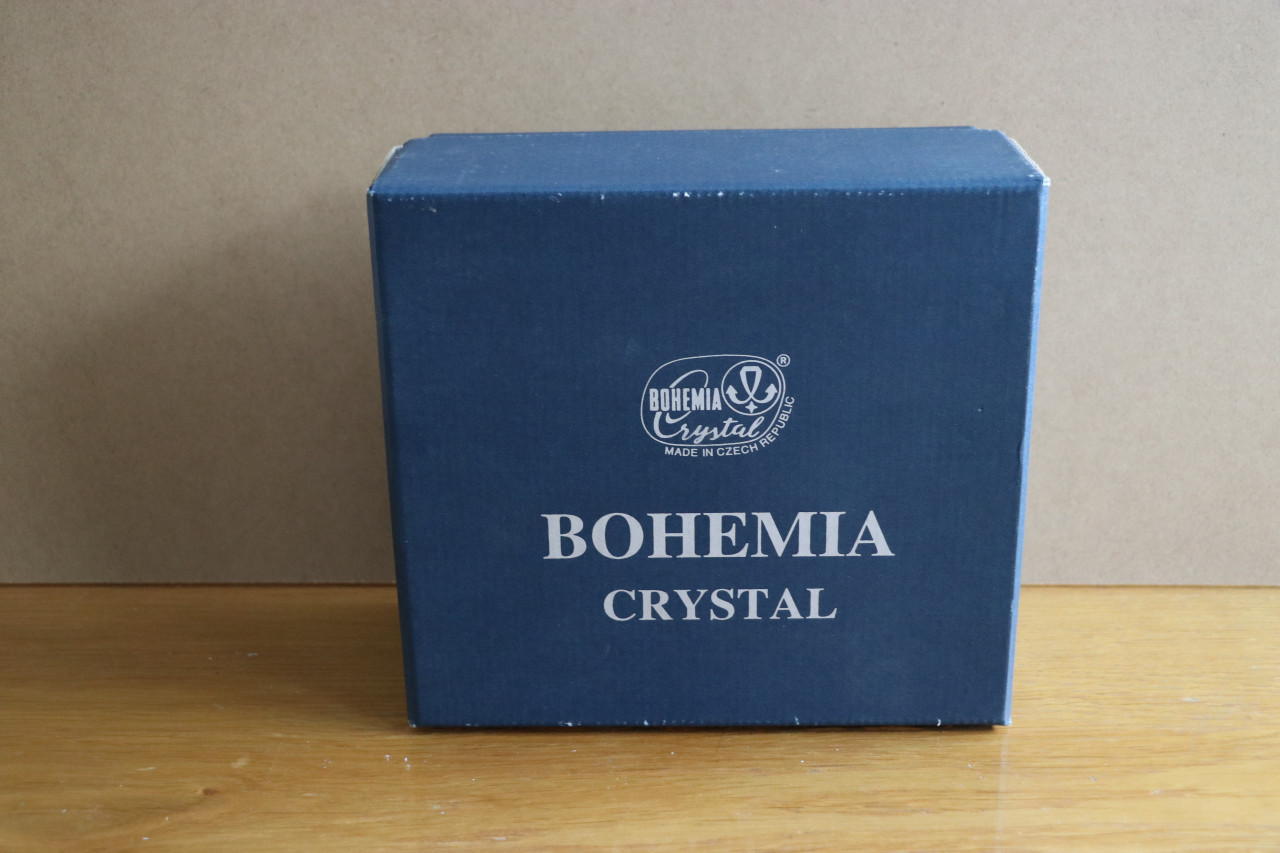 ®
BOHEMIA
Crystal
MADE IN CZECH REPUBLIC
BOHEMIA
CRYSTAL